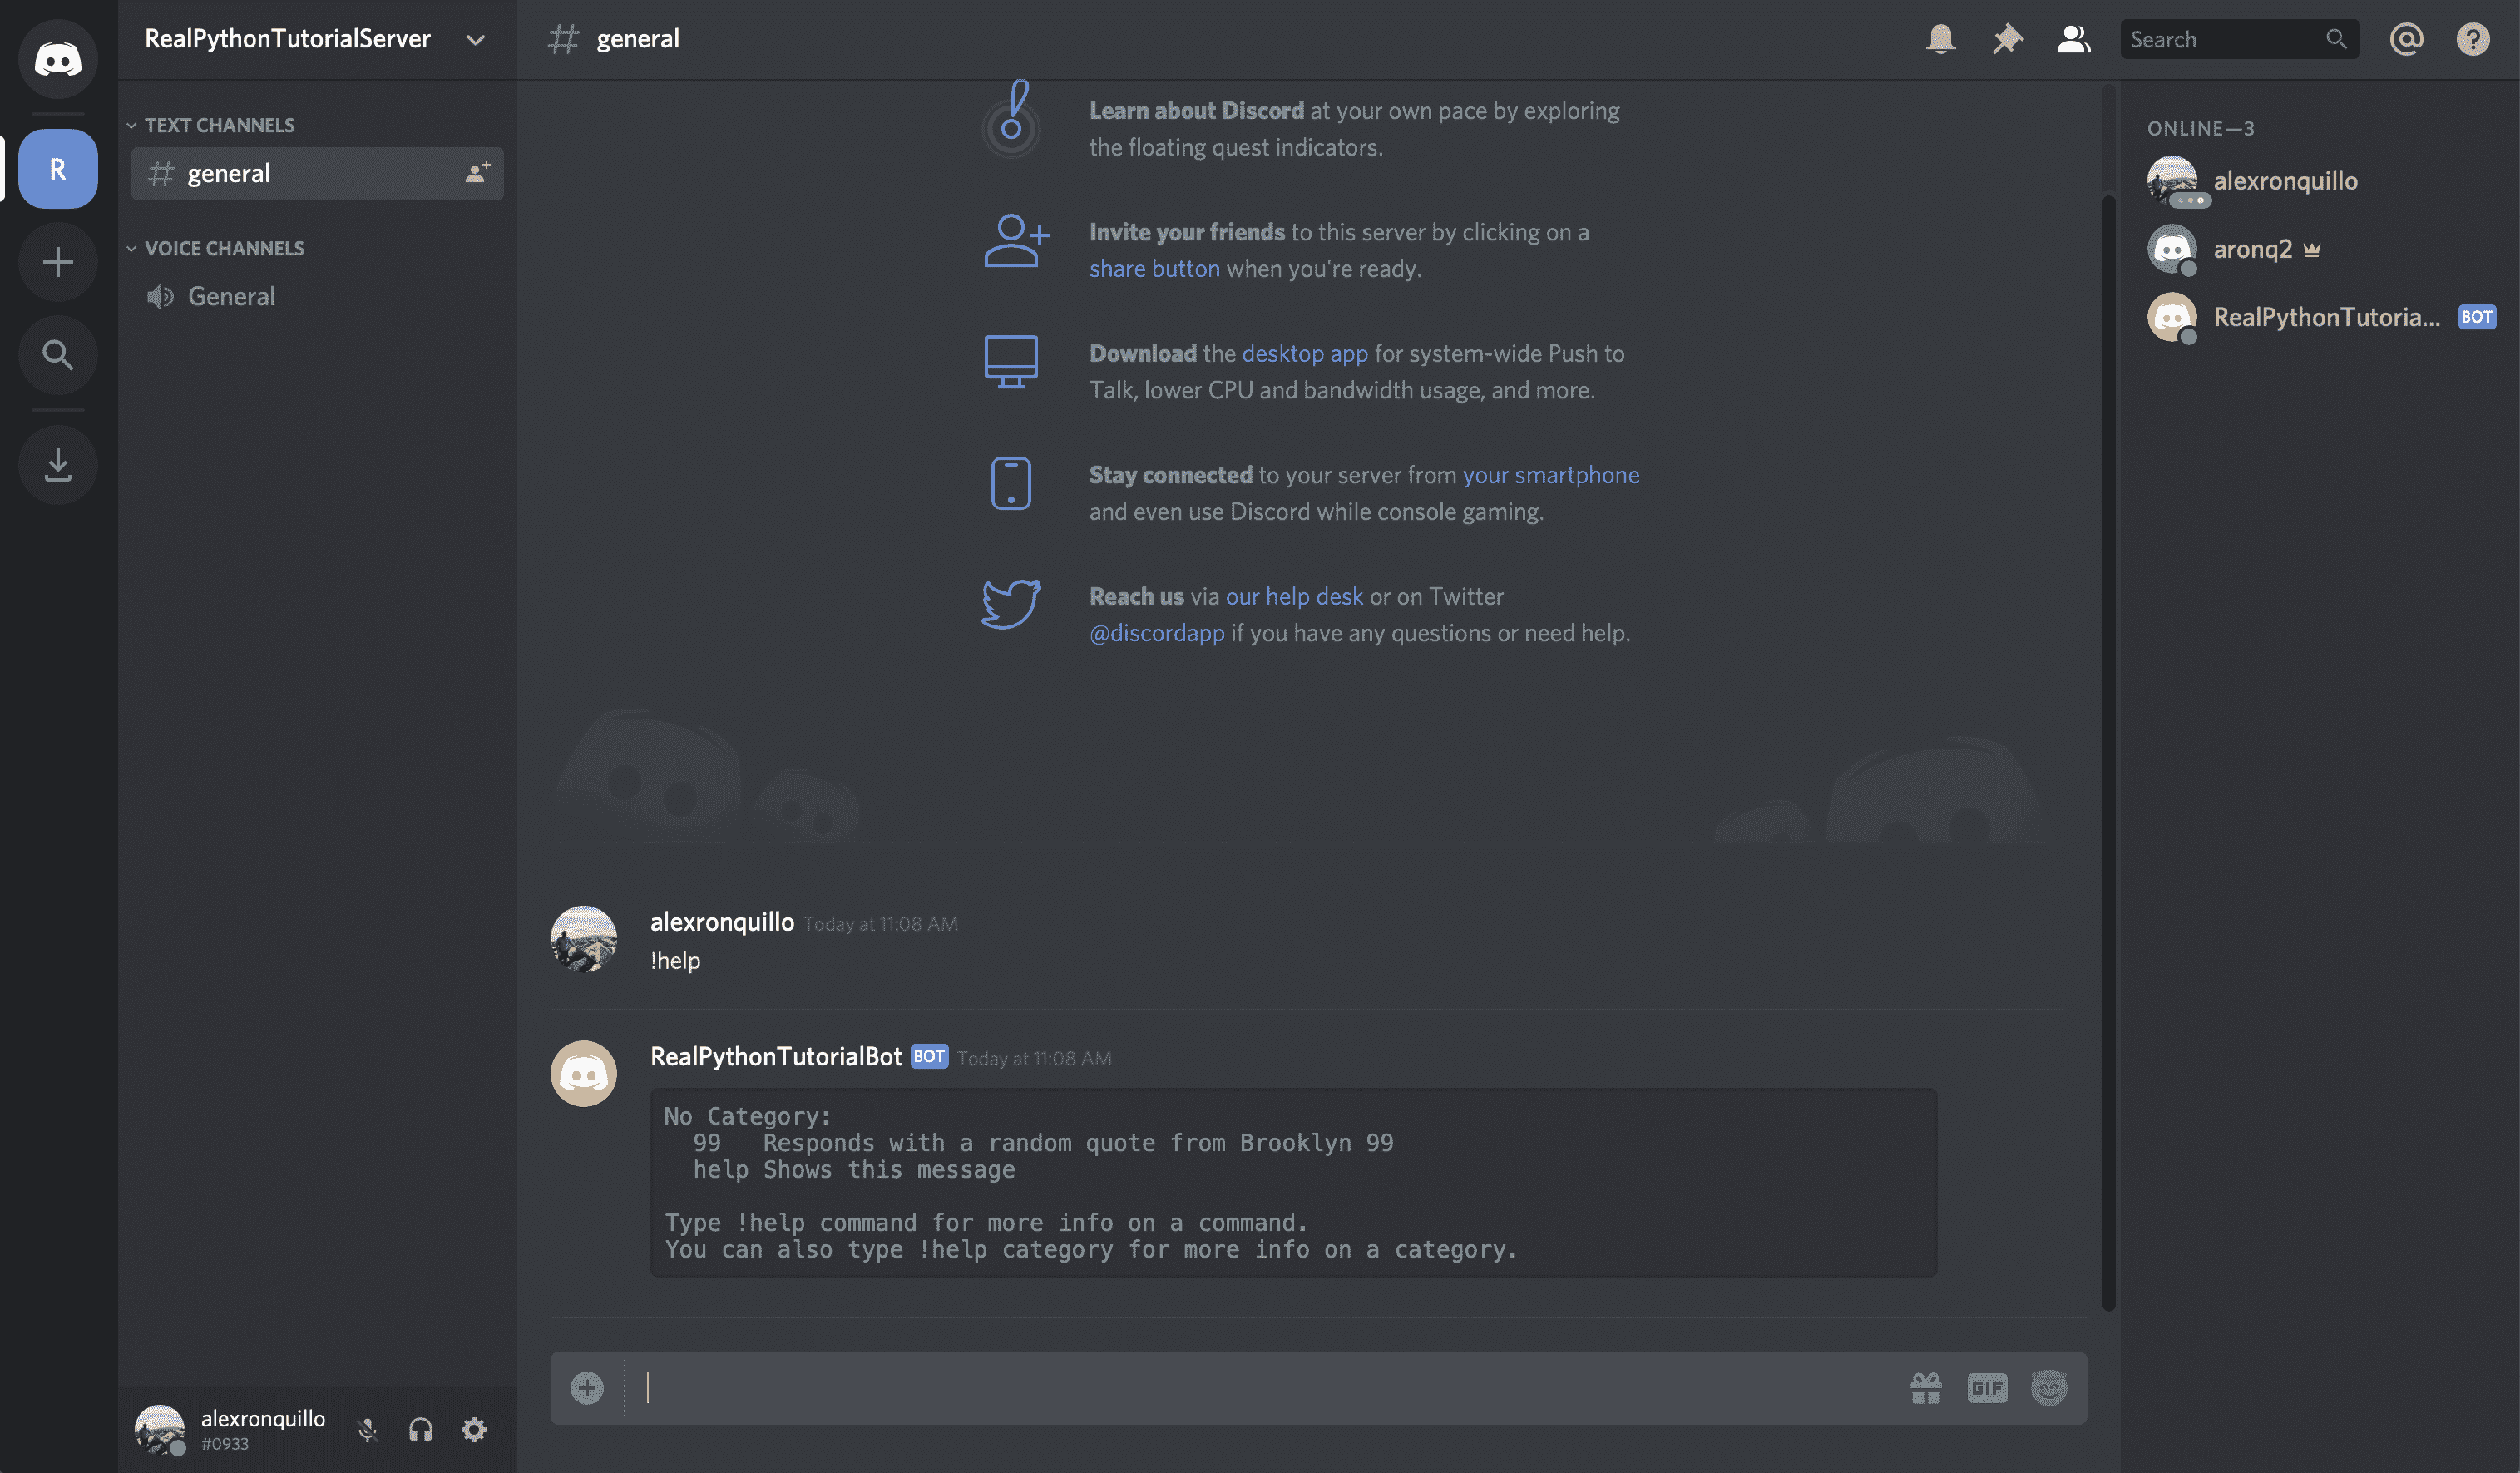 RealPythonTutorialServer
TEXT CHANNELS
general
VOICE CHANNELS
General
R
alexronquillo
#0933
general
Search
Learn about Discord at your own pace by exploring
the floating quest indicators.
Invite your friends to this server by clicking on a
share button when you're ready.
Download the desktop app for system-wide Push to
Talk, lower CPU and bandwidth usage, and more.
Stay connected to your server from your smartphone
and even use Discord while console gaming.
Reach us via our help desk or on Twitter
@discordapp if you have any questions or need help.
alexronquillo Today at 11:08 AM
!help
RealPythonTutorialBot BOT Today at 11:08 AM
No Category:
  99   Responds with a random quote from Brooklyn 99
  help Shows this message
Type !help command for more info on a command.
You can also type !help category for more info on a category.
GIF
ONLINE—3
alexronquillo
aronq2
RealPythonTutoria... BOT